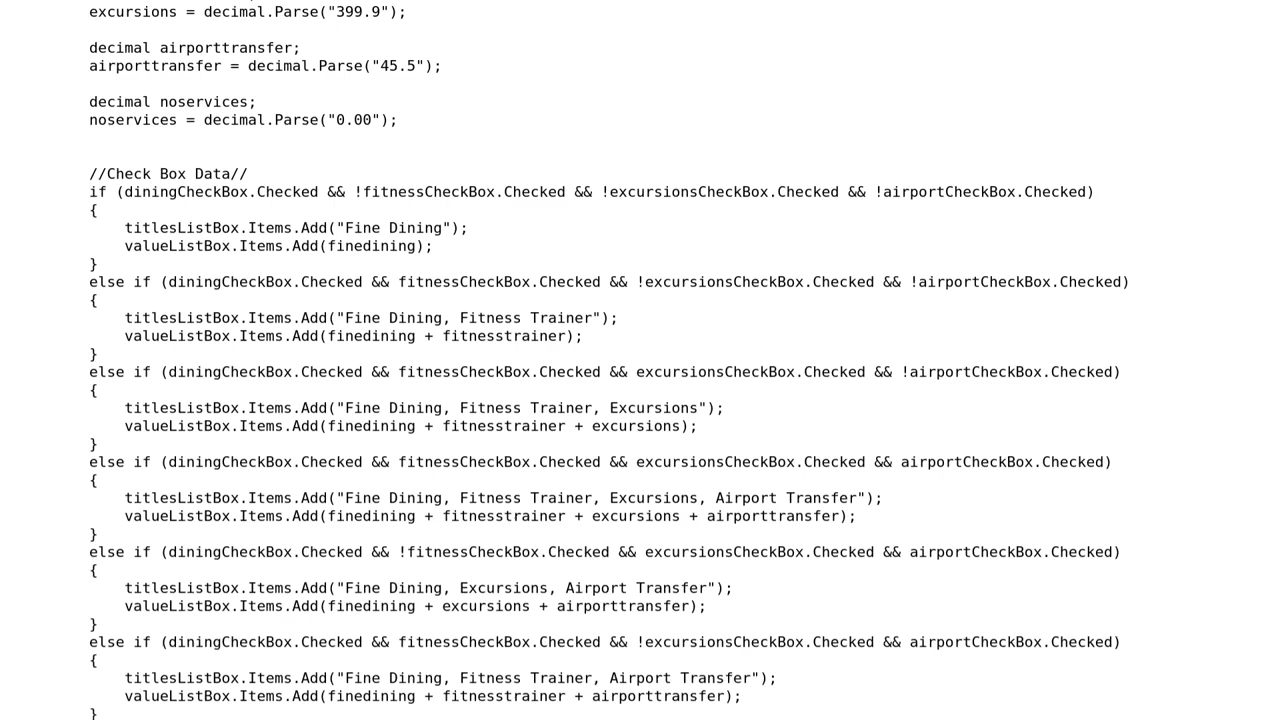 excursions = decimal.Parse("399.9");
decimal airporttransfer;
airporttransfer = decimal.Parse("45.5");
decimal noservices;
noservices = decimal.Parse("0.00");
//Check Box Data//
if (diningCheckBox.Checked && !fitnessCheckBox.Checked && !excursionsCheckBox.Checked && !airportCheckBox.Checked)
{
titlesListBox.Items.Add("Fine Dining");
valueListBox.Items.Add(finedining);
}
else if (diningCheckBox.Checked && fitnessCheckBox.Checked && !excursionsCheckBox.Checked && !airportCheckBox.Checked)
{
titlesListBox.Items.Add("Fine Dining, Fitness Trainer");
valueListBox.Items.Add(finedining + fitnesstrainer);
}
else if (diningCheckBox.Checked && fitnessCheckBox.Checked && excursionsCheckBox.Checked && !airportCheckBox.Checked)
{
titlesListBox.Items.Add("Fine Dining, Fitness Trainer, Excursions");
valueListBox.Items.Add(finedining + fitnesstrainer + excursions);
}
else if (diningCheckBox.Checked && fitnessCheckBox.Checked && excursionsCheckBox.Checked && airportCheckBox.Checked)
{
titlesListBox.Items.Add("Fine Dining, Fitness Trainer, Excursions, Airport Transfer");
valueListBox.Items.Add(finedining + fitnesstrainer + excursions + airporttransfer);
}
else if (diningCheckBox.Checked && !fitnessCheckBox.Checked && excursionsCheckBox.Checked && airportCheckBox.Checked)
{
titlesListBox.Items.Add("Fine Dining, Excursions, Airport Transfer");
valueListBox.Items.Add(finedining + excursions + airporttransfer);
}
else if (diningCheckBox.Checked && fitnessCheckBox.Checked && !excursionsCheckBox.Checked && airportCheckBox.Checked)
{
titlesListBox.Items.Add("Fine Dining, Fitness Trainer, Airport Transfer");
valueListBox.Items.Add(finedining + fitnesstrainer + airporttransfer);
}